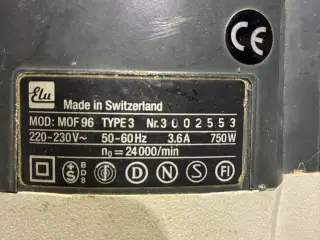 CE
Elu
Made in Switzerland
MOD: MOF 96 TYPE 3 Nr. 3002553
220-230V~ 50-60Hz 3.6A 750W
n₀ = 24000/min
S BDB D N S FI